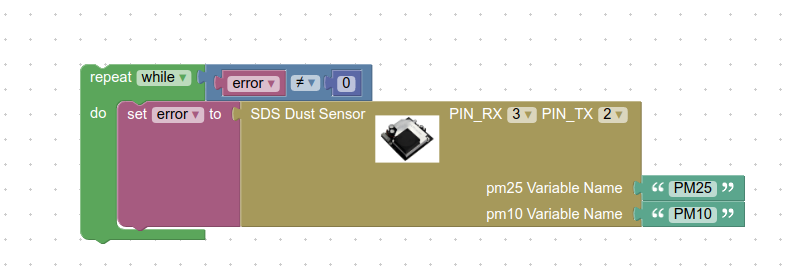 repeat while ▾ error ▾ ≠ ▾ 0
do set error ▾ to SDS Dust Sensor PIN_RX 3 ▾ PIN_TX 2 ▾
pm25 Variable Name “ PM25 ”
pm10 Variable Name “ PM10 ”